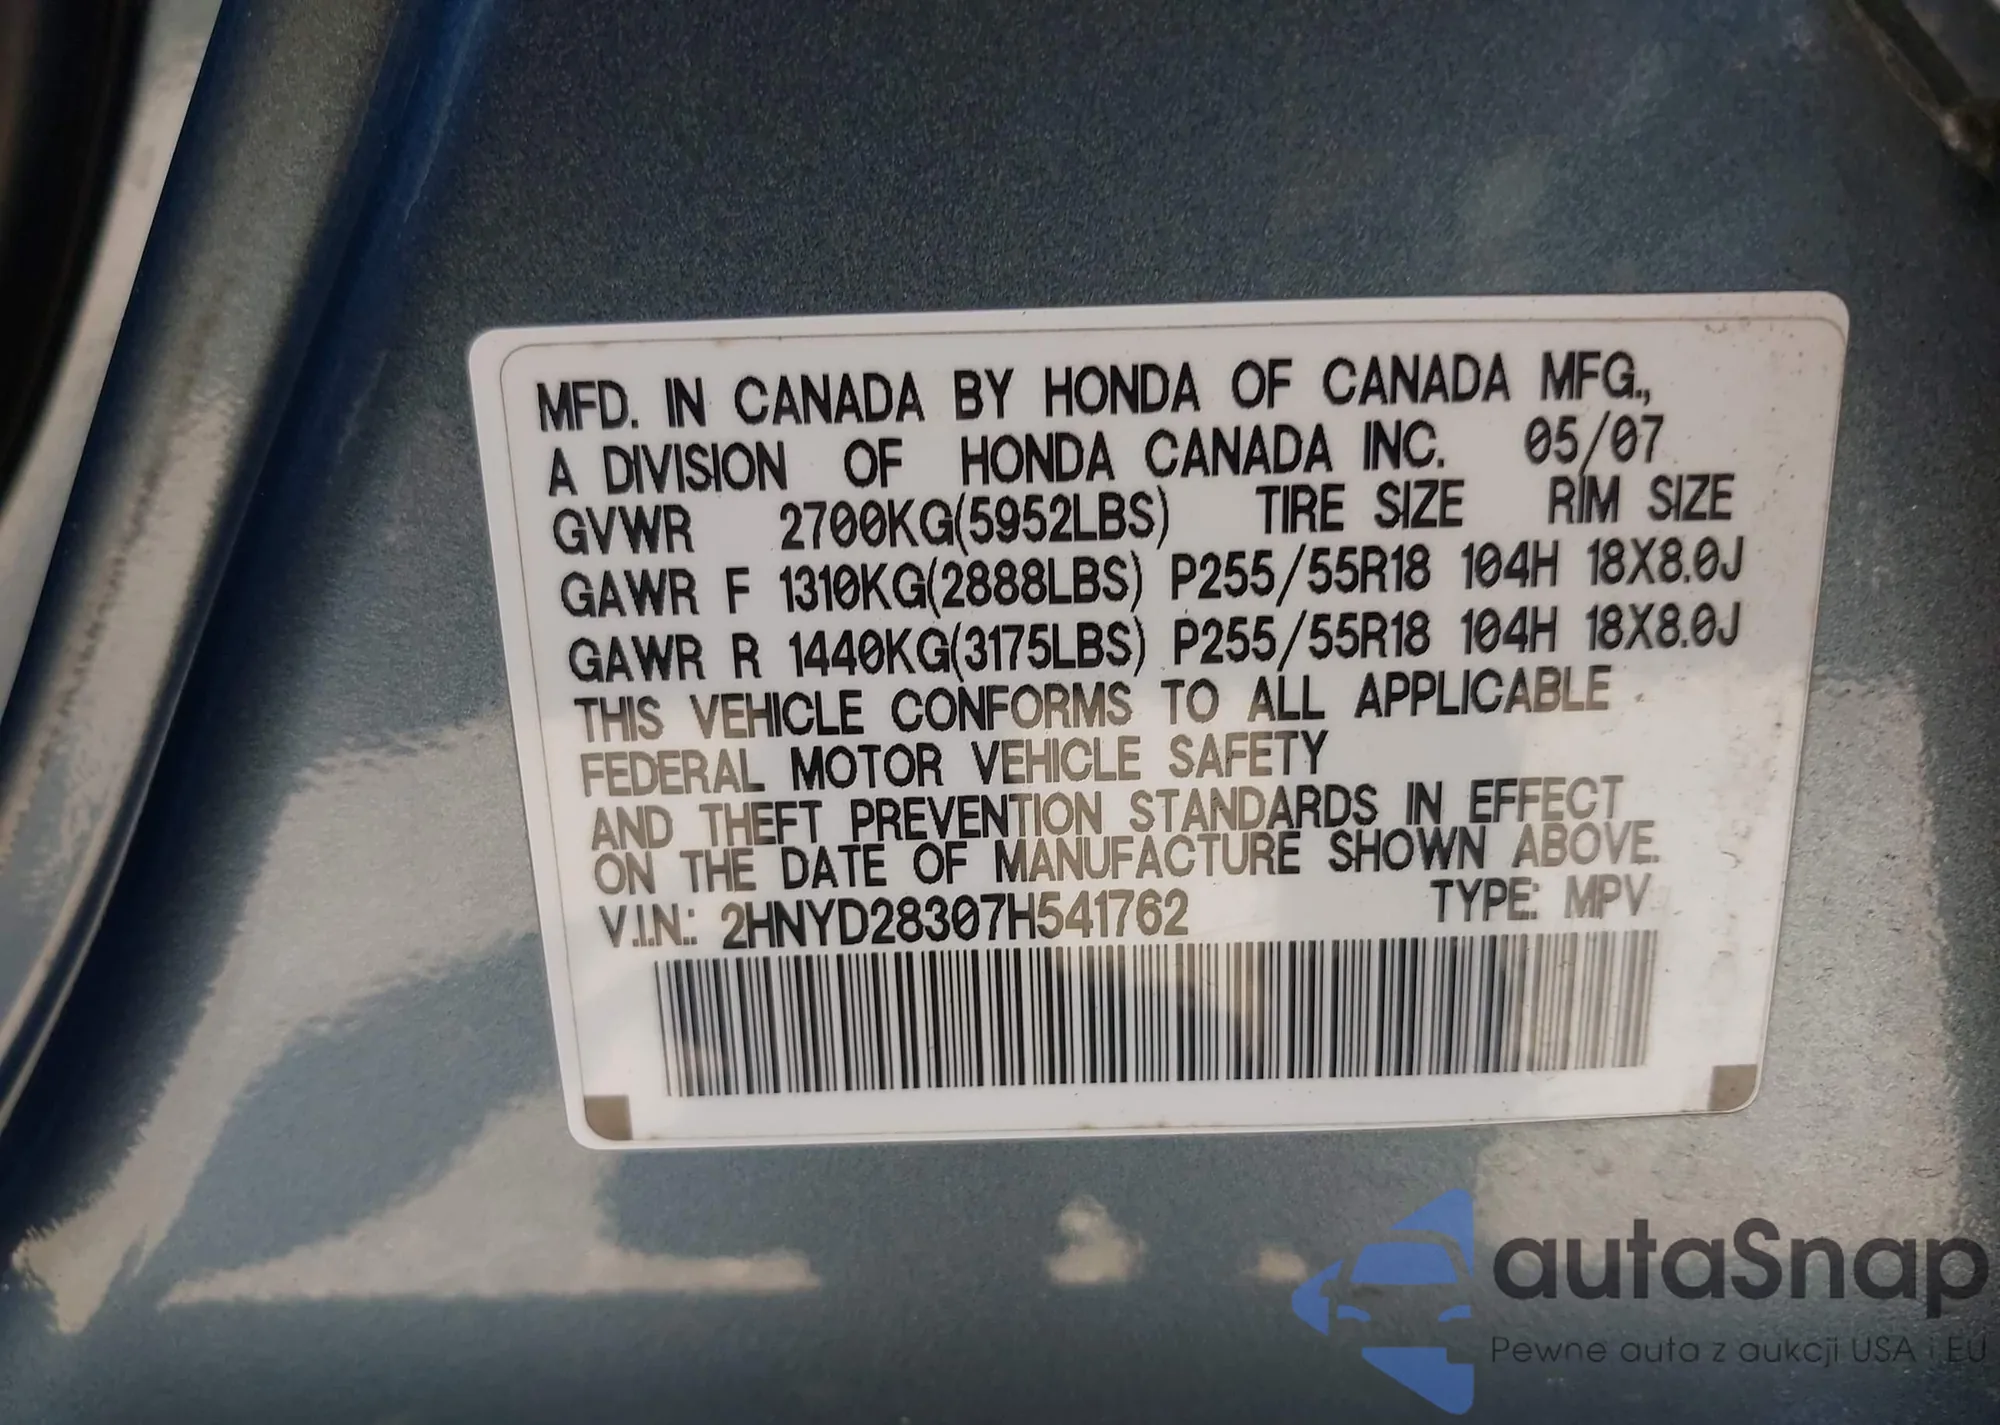 MFD. IN CANADA BY HONDA OF CANADA MFG.,
A DIVISION OF HONDA CANADA INC. 05/07
GVWR 2700KG(5952LBS) TIRE SIZE RIM SIZE
GAWR F 1310KG(2888LBS) P255/55R18 104H 18X8.0J
GAWR R 1440KG(3175LBS) P255/55R18 104H 18X8.0J
THIS VEHICLE CONFORMS TO ALL APPLICABLE
FEDERAL MOTOR VEHICLE SAFETY
AND THEFT PREVENTION STANDARDS IN EFFECT
ON THE DATE OF MANUFACTURE SHOWN ABOVE.
V.I.N.: 2HNYD28307H541762 TYPE: MPV
autaSnap
Pewne auta z aukcji USA i EU